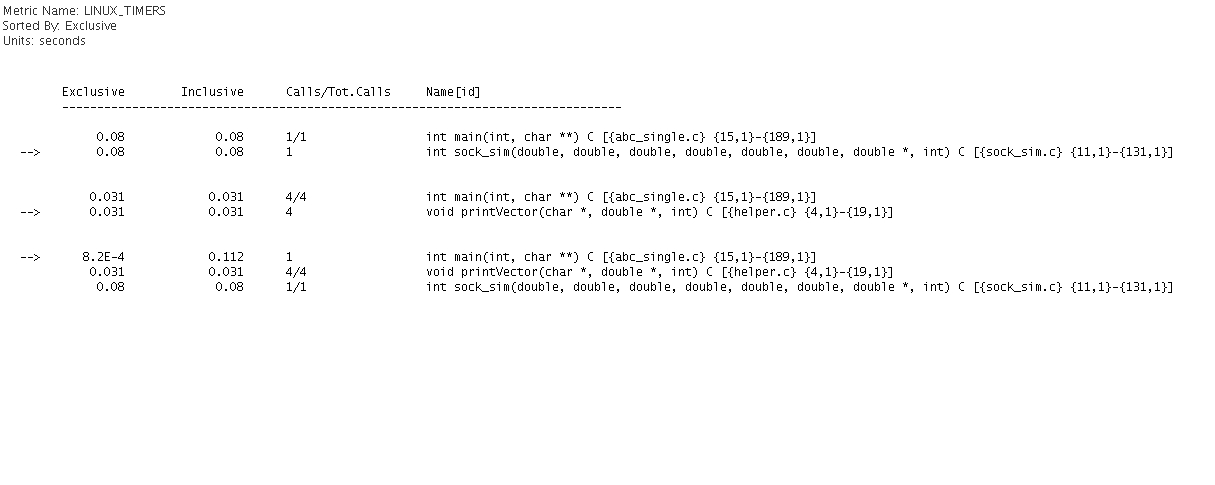 Metric Name: LINUX_TIMERS
Sorted By: Exclusive
Units: seconds
Exclusive Inclusive Calls/Tot.Calls Name[id]
--------------------------------------------------------------------------------
0.08 0.08 1/1 int main(int, char **) C [{abc_single.c} {15,1}-{189,1}]
--> 0.08 0.08 1 int sock_sim(double, double, double, double, double, double, double *, int) C [{sock_sim.c} {11,1}-{131,1}]
0.031 0.031 4/4 int main(int, char **) C [{abc_single.c} {15,1}-{189,1}]
--> 0.031 0.031 4 void printVector(char *, double *, int) C [{helper.c} {4,1}-{19,1}]
--> 8.2E-4 0.112 1 int main(int, char **) C [{abc_single.c} {15,1}-{189,1}]
0.031 0.031 4/4 void printVector(char *, double *, int) C [{helper.c} {4,1}-{19,1}]
0.08 0.08 1/1 int sock_sim(double, double, double, double, double, double, double *, int) C [{sock_sim.c} {11,1}-{131,1}]